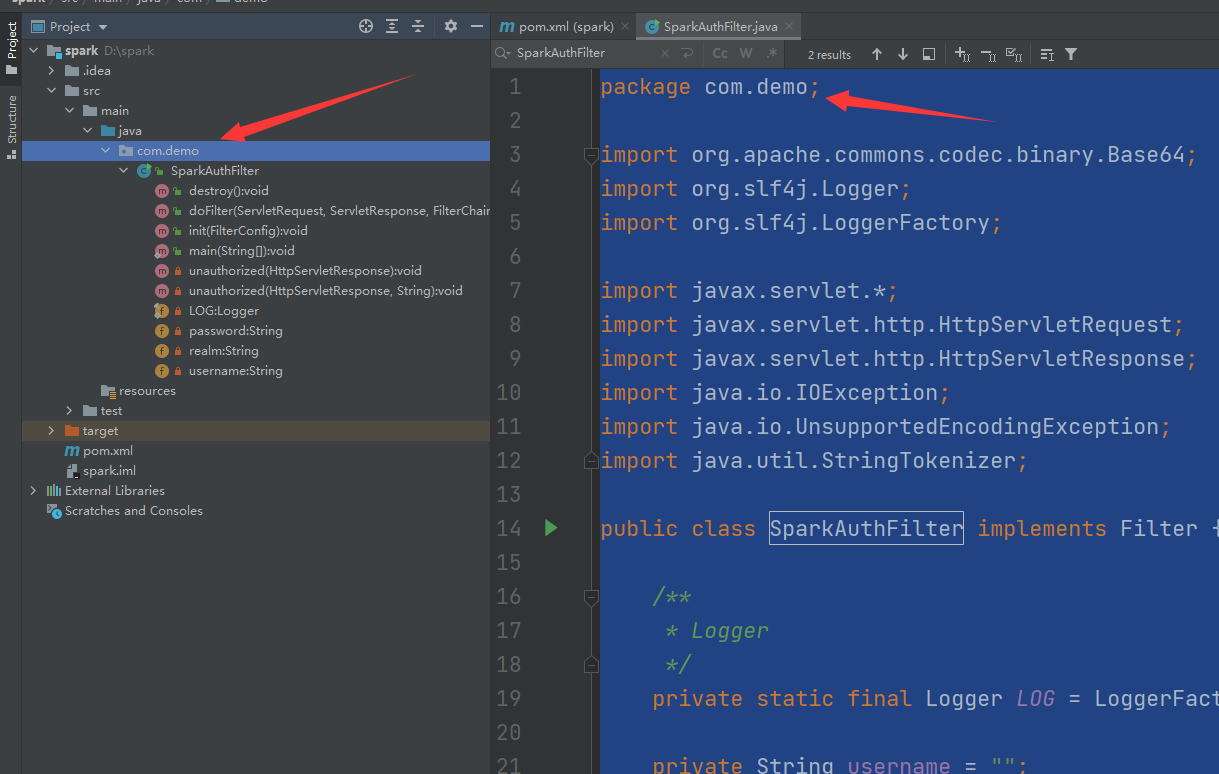 Project
pom.xml (spark)
SparkAuthFilter.java
Project
Structure
SparkAuthFilter
Cc
W
.*
2 results
spark D:\spark
.idea
src
main
java
com.demo
SparkAuthFilter
destroy():void
doFilter(ServletRequest, ServletResponse, FilterChain
init(FilterConfig):void
main(String[]):void
unauthorized(HttpServletResponse):void
unauthorized(HttpServletResponse, String):void
LOG:Logger
password:String
realm:String
username:String
resources
test
target
pom.xml
spark.iml
External Libraries
Scratches and Consoles
1 package com.demo;
2
3 import org.apache.commons.codec.binary.Base64;
4 import org.slf4j.Logger;
5 import org.slf4j.LoggerFactory;
6
7 import javax.servlet.*;
8 import javax.servlet.http.HttpServletRequest;
9 import javax.servlet.http.HttpServletResponse;
10 import java.io.IOException;
11 import java.io.UnsupportedEncodingException;
12 import java.util.StringTokenizer;
13
14 public class SparkAuthFilter implements Filter {
15
16 /**
17 * Logger
18 */
19 private static final Logger LOG = LoggerFact
20
21 private String username = "";